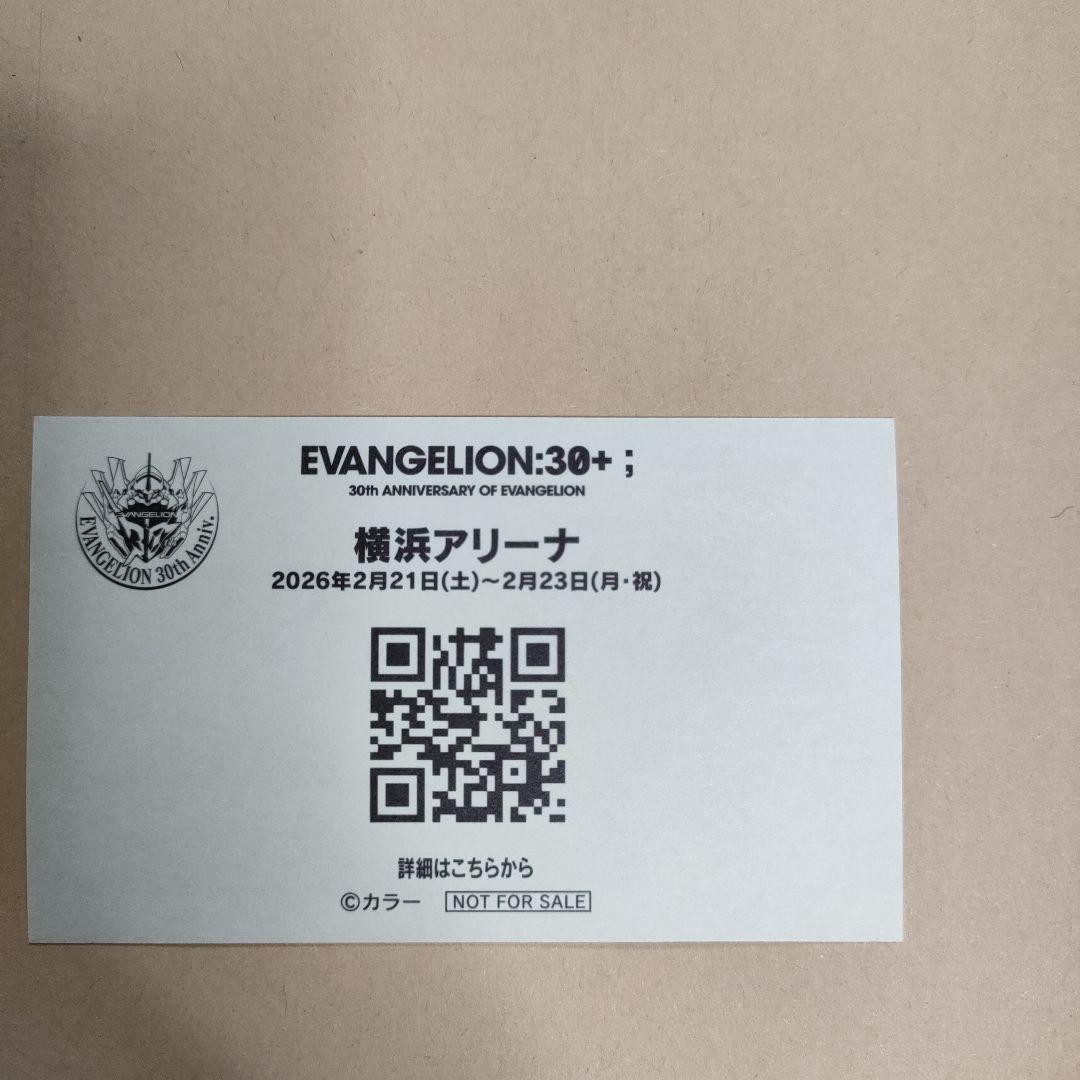 EVANGELION:30+;
30th ANNIVERSARY OF EVANGELION
EVANGELION
EVANGELION 30th Anniv.
横浜アリーナ
2026年2月21日(土)～2月23日(月・祝)
詳細はこちらから
©カラー
NOT FOR SALE